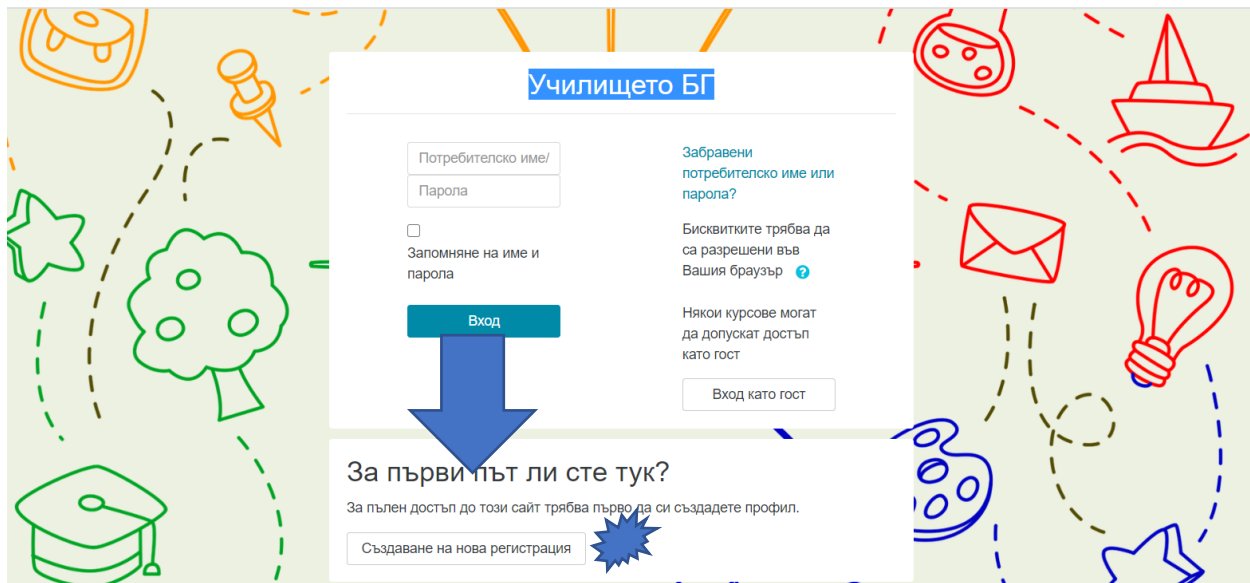 Училището БГ
Потребителско име/
Парола
Запомняне на име и
парола
Вход
Забравени
потребителско име или
парола?
Бисквитките трябва да
са разрешени във
Вашия браузър
Някои курсове могат
да допускат достъп
като гост
Вход като гост
За първи път ли сте тук?
За пълен достъп до този сайт трябва първо да си създадете профил.
Създаване на нова регистрация